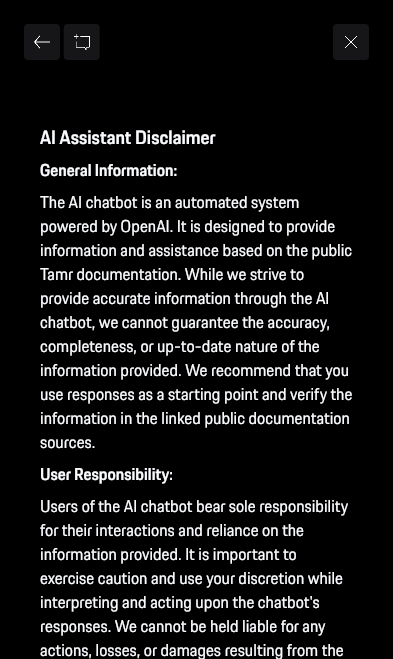 AI Assistant Disclaimer
General Information:
The AI chatbot is an automated system
powered by OpenAI. It is designed to provide
information and assistance based on the public
Tamr documentation. While we strive to
provide accurate information through the AI
chatbot, we cannot guarantee the accuracy,
completeness, or up-to-date nature of the
information provided. We recommend that you
use responses as a starting point and verify the
information in the linked public documentation
sources.
User Responsibility:
Users of the AI chatbot bear sole responsibility
for their interactions and reliance on the
information provided. It is important to
exercise caution and use your discretion while
interpreting and acting upon the chatbot's
responses. We cannot be held liable for any
actions, losses, or damages resulting from the